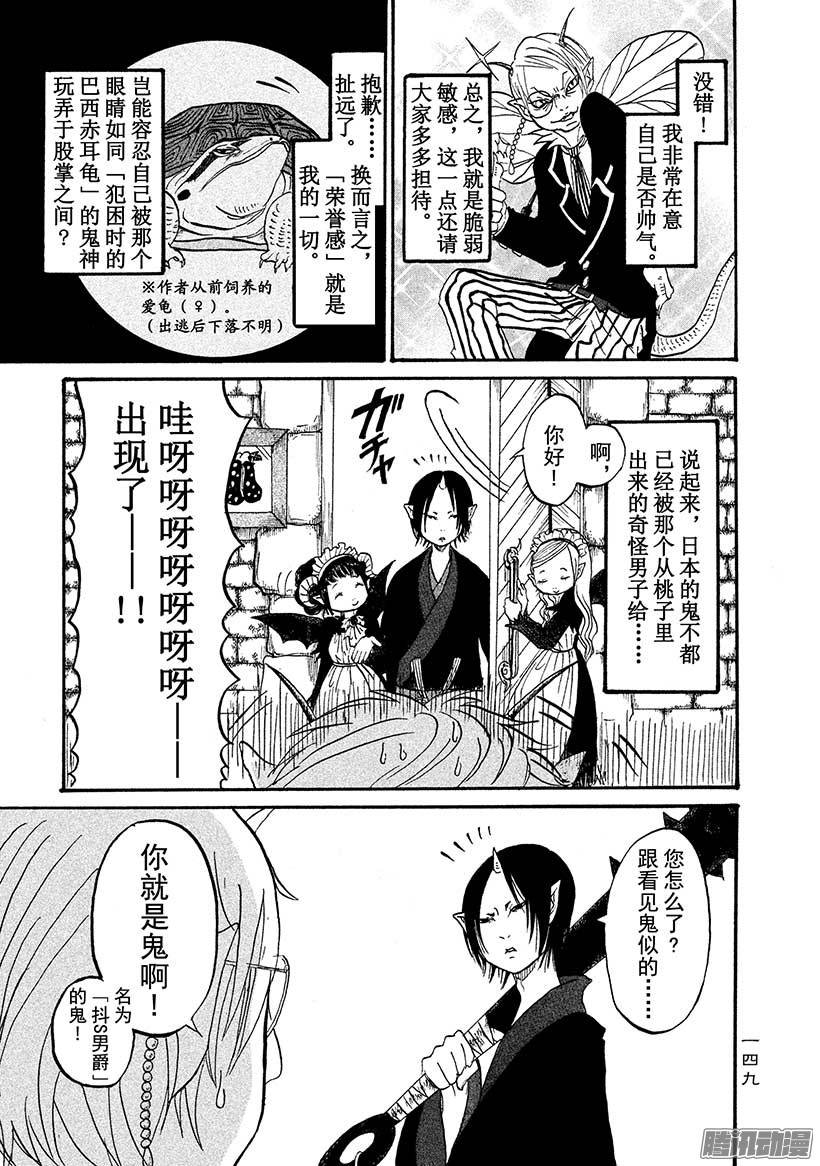 没错！
我非常在意
自己是否帅气。
总之，我就是脆弱
敏感，这一点还请
大家多多担待。
抱歉……
扯远了。
换而言之，
「荣誉感」就是
我的一切。
岂能容忍自己被那个
眼睛如同「犯困时的
巴西赤耳龟」的鬼神
玩弄于股掌之间？
※作者从前饲养的
爱龟（♀）。
（出逃后下落不明）
说起来，日本的鬼不都
已经被那个从桃子里
出来的奇怪男子给……
啊，
你好！
ガチャ
哇呀呀呀呀呀呀呀——
出现了——！！
您怎么了？
跟看见鬼似的……
你就是鬼啊！
名为
「抖S男爵」
的鬼！
一四九
腾讯动漫